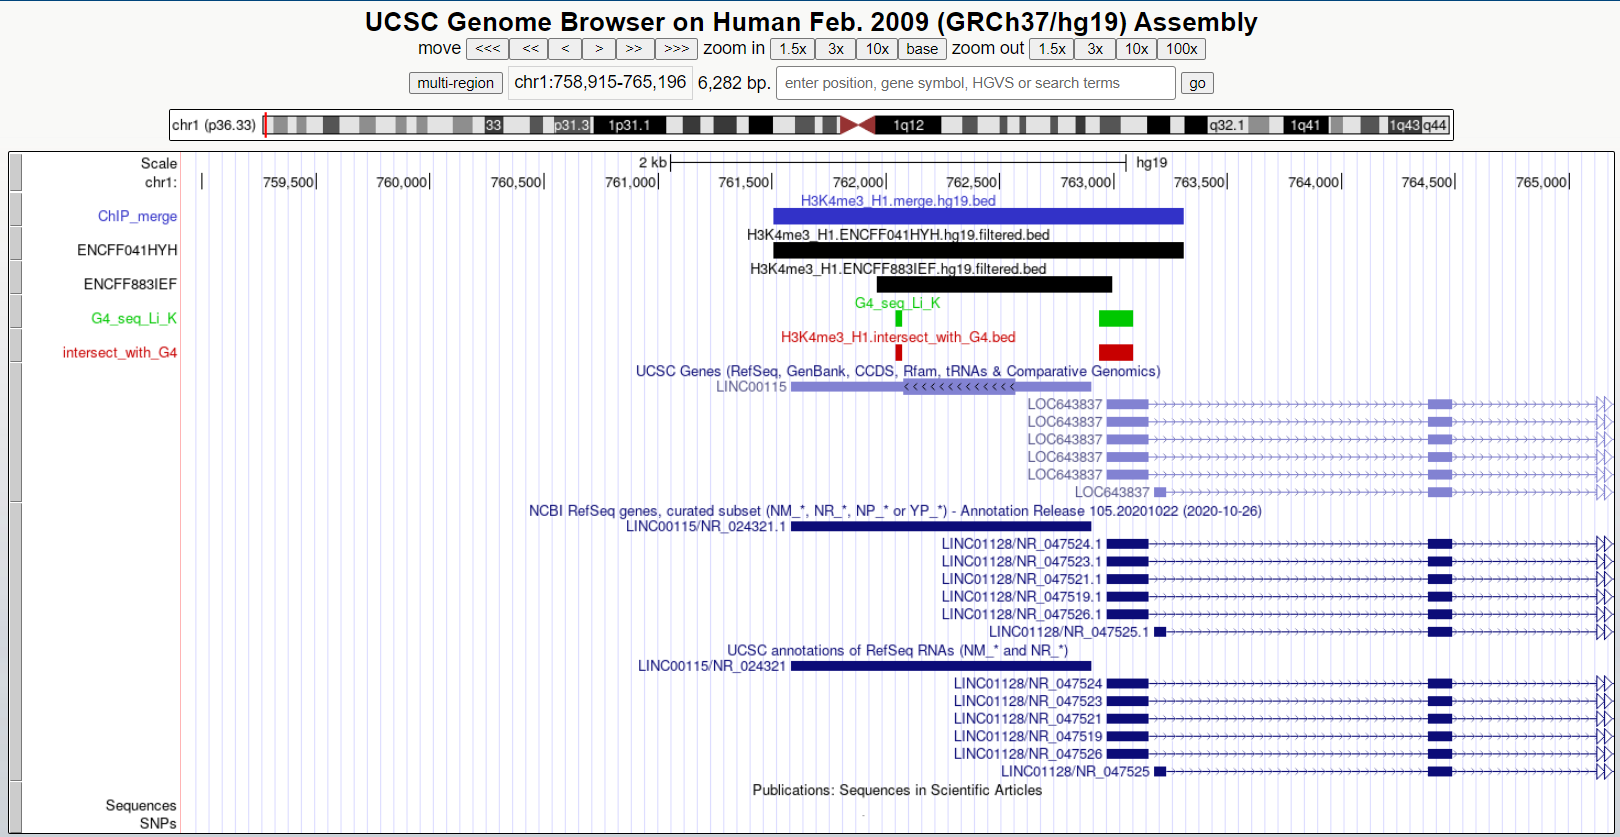 UCSC Genome Browser on Human Feb. 2009 (GRCh37/hg19) Assembly
move <<< << < > >> >>> zoom in 1.5x 3x 10x base zoom out 1.5x 3x 10x 100x
multi-region chr1:758,915-765,196 6,282 bp. enter position, gene symbol, HGVS or search terms go
chr1 (p36.33) 33 p31.3 1p31.1 1q12 q32.1 1q41 1q43 q44
Scale 2 kb hg19
chr1: 759,500 760,000 760,500 761,000 761,500 762,000 762,500 763,000 763,500 764,000 764,500 765,000
H3K4me3_H1.merge.hg19.bed
ChIP_merge
H3K4me3_H1.ENCFF041HYH.hg19.filtered.bed
ENCFF041HYH
H3K4me3_H1.ENCFF883IEF.hg19.filtered.bed
ENCFF883IEF
G4_seq_Li_K
G4_seq_Li_K
H3K4me3_H1.intersect_with_G4.bed
intersect_with_G4
UCSC Genes (RefSeq, GenBank, CCDS, Rfam, tRNAs & Comparative Genomics)
LINC00115
LOC643837
LOC643837
LOC643837
LOC643837
LOC643837
LOC643837
NCBI RefSeq genes, curated subset (NM_*, NR_*, NP_* or YP_*) - Annotation Release 105.20201022 (2020-10-26)
LINC00115/NR_024321.1
LINC01128/NR_047524.1
LINC01128/NR_047523.1
LINC01128/NR_047521.1
LINC01128/NR_047519.1
LINC01128/NR_047526.1
LINC01128/NR_047525.1
UCSC annotations of RefSeq RNAs (NM_* and NR_*)
LINC00115/NR_024321
LINC01128/NR_047524
LINC01128/NR_047523
LINC01128/NR_047521
LINC01128/NR_047519
LINC01128/NR_047526
LINC01128/NR_047525
Publications: Sequences in Scientific Articles
Sequences
SNPs